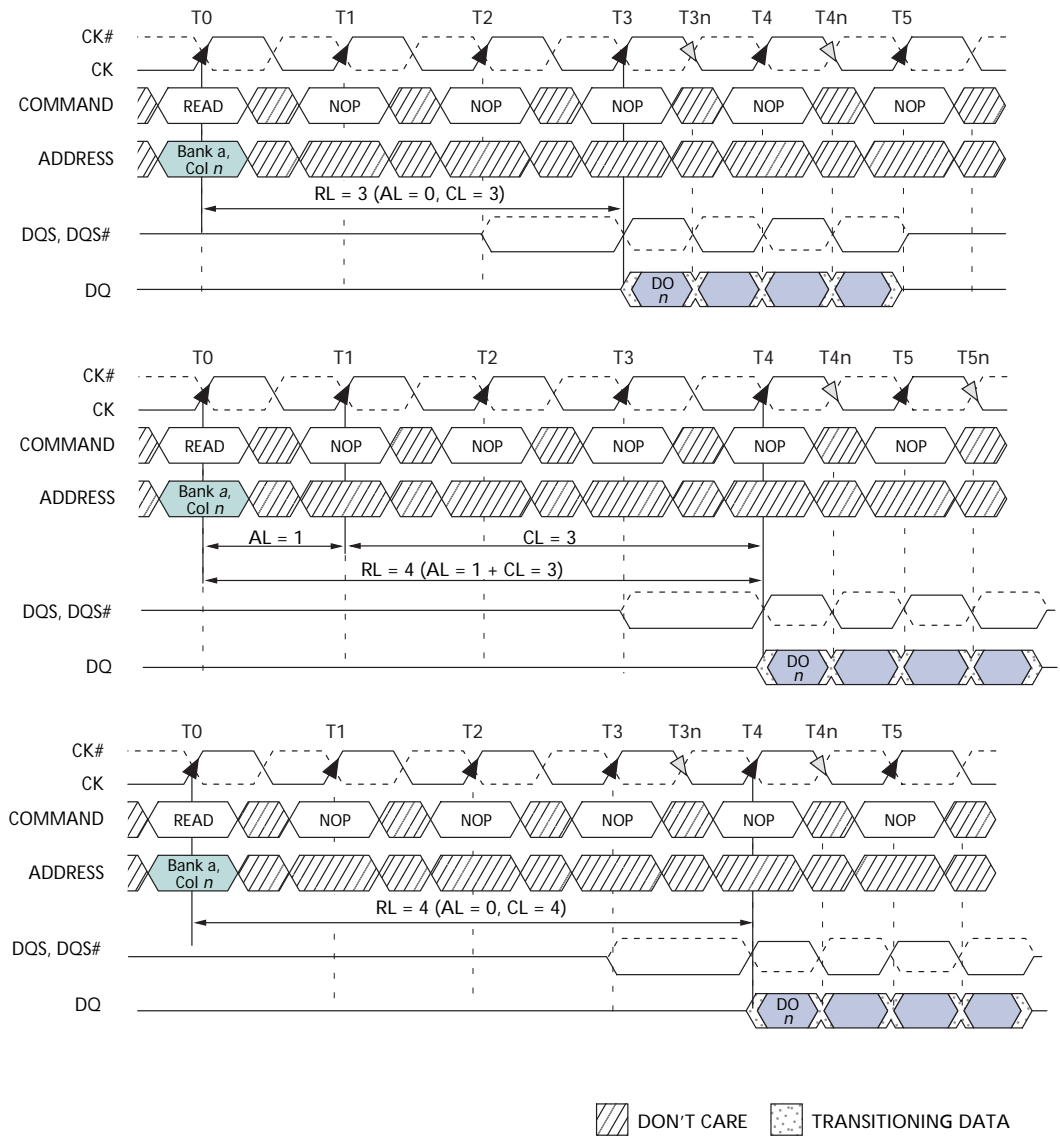 T0 T1 T2 T3 T3n T4 T4n T5
CK#
CK
COMMAND READ NOP NOP NOP NOP NOP
ADDRESS Bank a,
Col n
RL = 3 (AL = 0, CL = 3)
DQS, DQS#
DQ DO
n
T0 T1 T2 T3 T4 T4n T5 T5n
CK#
CK
COMMAND READ NOP NOP NOP NOP NOP
ADDRESS Bank a,
Col n
AL = 1 CL = 3
RL = 4 (AL = 1 + CL = 3)
DQS, DQS#
DQ DO
n
T0 T1 T2 T3 T3n T4 T4n T5
CK#
CK
COMMAND READ NOP NOP NOP NOP NOP
ADDRESS Bank a,
Col n
RL = 4 (AL = 0, CL = 4)
DQS, DQS#
DQ DO
n
DON'T CARE TRANSITIONING DATA